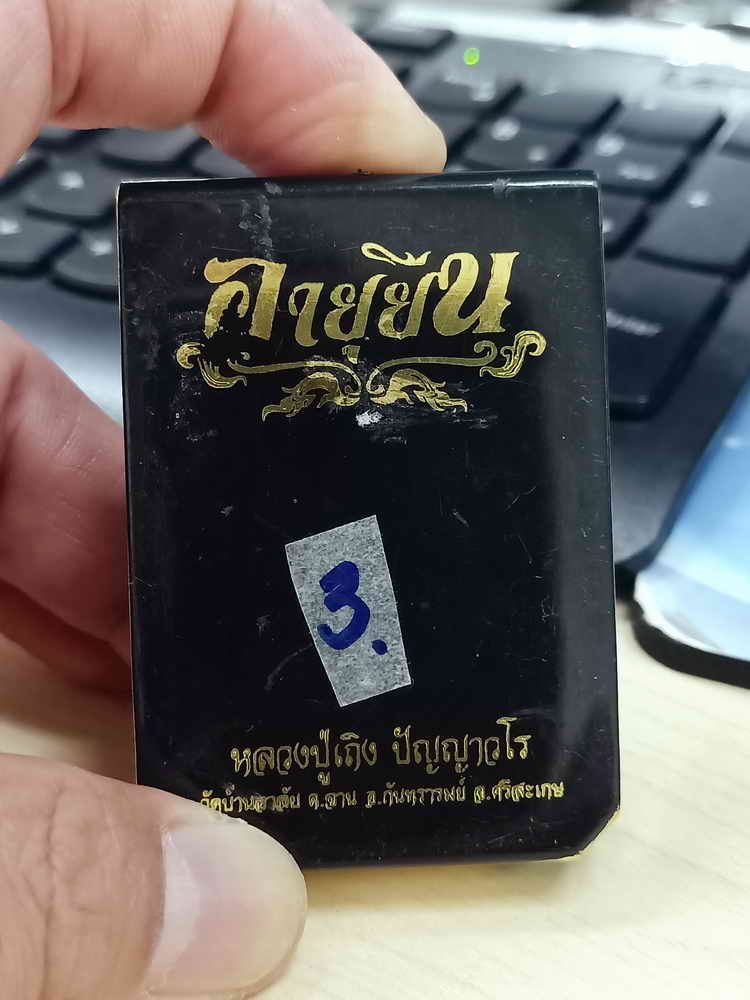 อายุยืน
3.
หลวงปู่เถิง ปัญญาวโร
วัดบ้านอาลัย ต.จาน อ.กันทรารมย์ จ.ศรีสะเกษ